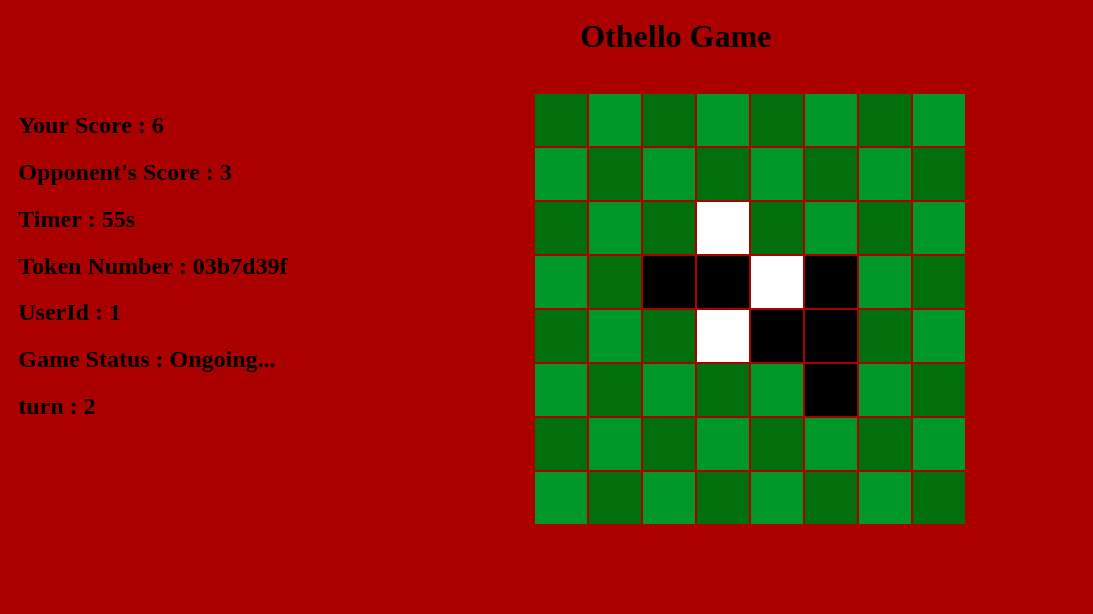 Othello Game
Your Score : 6
Opponent's Score : 3
Timer : 55s
Token Number : 03b7d39f
UserId : 1
Game Status : Ongoing...
turn : 2